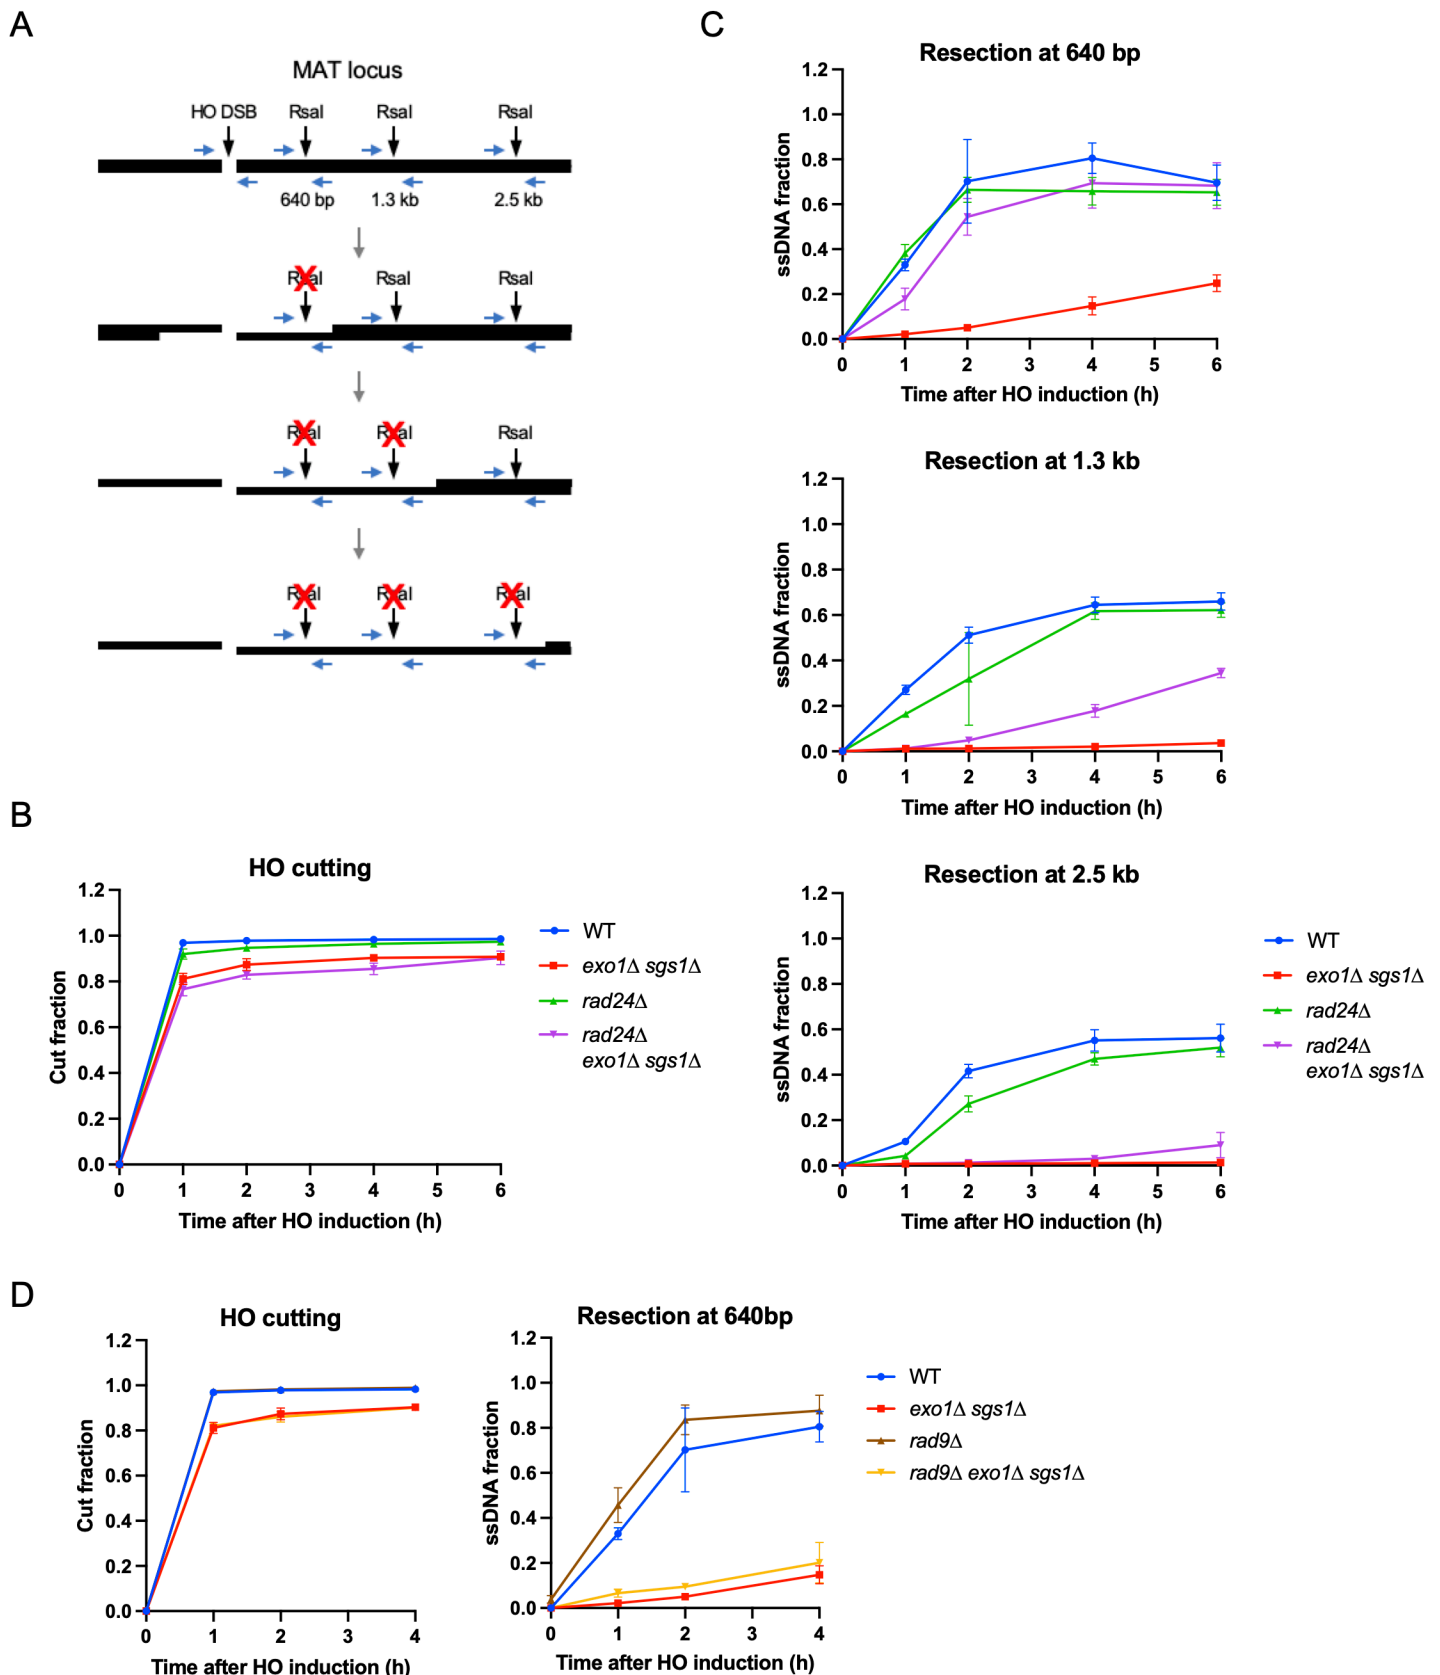 A
MAT locus
HO DSB RsaI RsaI RsaI
640 bp 1.3 kb 2.5 kb
RsaI RsaI RsaI
RsaI RsaI RsaI
RsaI RsaI RsaI
B
HO cutting
Cut fraction
1.2
1.0
0.8
0.6
0.4
0.2
0.0
0 1 2 3 4 5 6
Time after HO induction (h)
WT
exo1Δ sgs1Δ
rad24Δ
rad24Δ
exo1Δ sgs1Δ
C
Resection at 640 bp
ssDNA fraction
1.2
1.0
0.8
0.6
0.4
0.2
0.0
0 1 2 3 4 5 6
Time after HO induction (h)
Resection at 1.3 kb
ssDNA fraction
1.2
1.0
0.8
0.6
0.4
0.2
0.0
0 1 2 3 4 5 6
Time after HO induction (h)
Resection at 2.5 kb
ssDNA fraction
1.2
1.0
0.8
0.6
0.4
0.2
0.0
0 1 2 3 4 5 6
Time after HO induction (h)
WT
exo1Δ sgs1Δ
rad24Δ
rad24Δ
exo1Δ sgs1Δ
D
HO cutting
Cut fraction
1.2
1.0
0.8
0.6
0.4
0.2
0.0
0 1 2 3 4
Time after HO induction (h)
Resection at 640bp
ssDNA fraction
1.2
1.0
0.8
0.6
0.4
0.2
0.0
0 1 2 3 4
Time after HO induction (h)
WT
exo1Δ sgs1Δ
rad9Δ
rad9Δ exo1Δ sgs1Δ